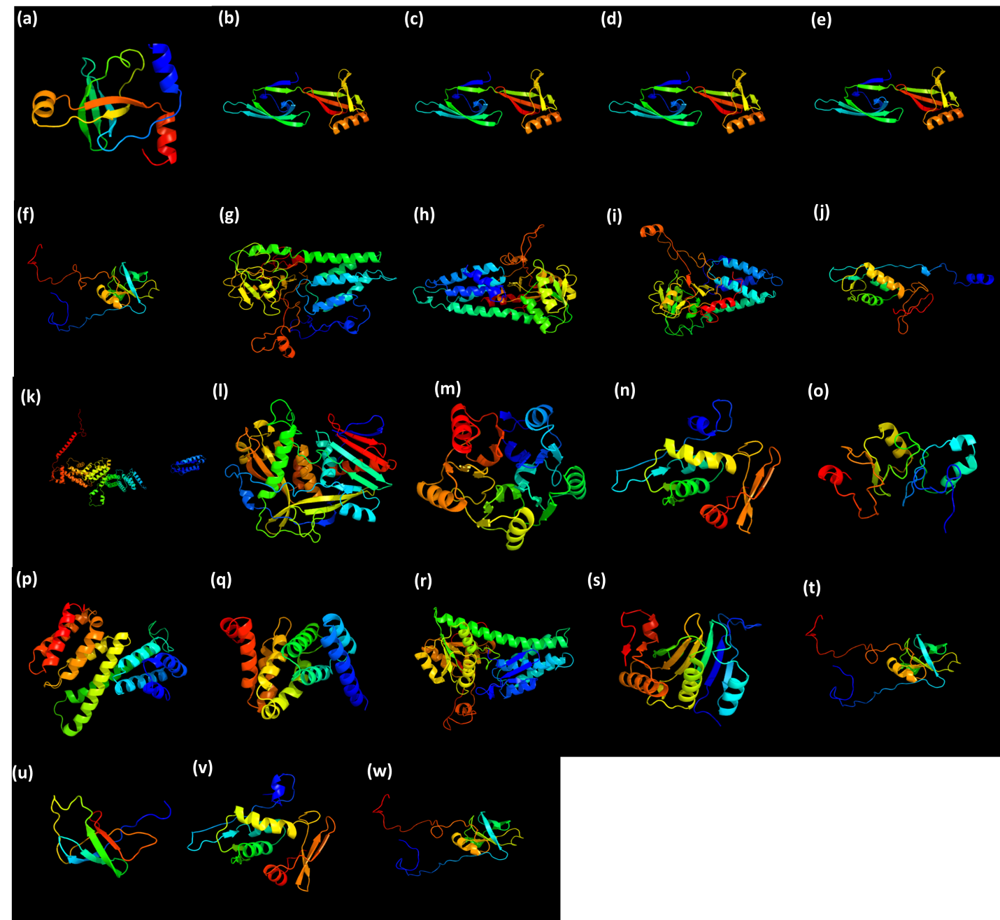 (a) (b) (c) (d) (e)
(f) (g) (h) (i) (j)
(k) (l) (m) (n) (o)
(p) (q) (r) (s) (t)
(u) (v) (w)